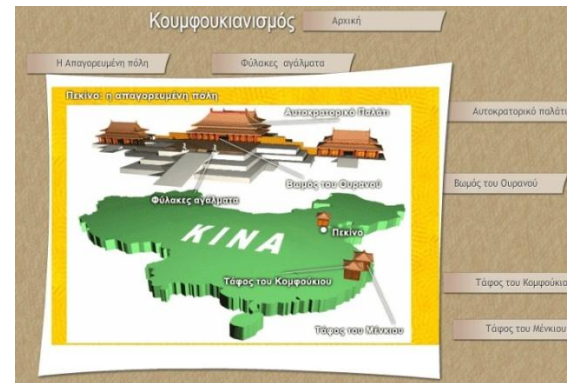 Κουμφουκιανισμός
Αρχική
Η Απαγορευμένη πόλη
Φύλακες αγάλματα
Πεκίνο: η απαγορευμένη πόλη
Αυτοκρατορικό Παλάτι
Αυτοκρατορικό παλάτι
Βωμός του Ουρανού
Βωμός του Ουρανού
Φύλακες αγάλματα
ΚΙΝΑ
Πεκίνο
Τάφος του Κομφούκιου
Τάφος του Κομφούκιο
Τάφος του Μένκιου
Τάφος του Μένκιου